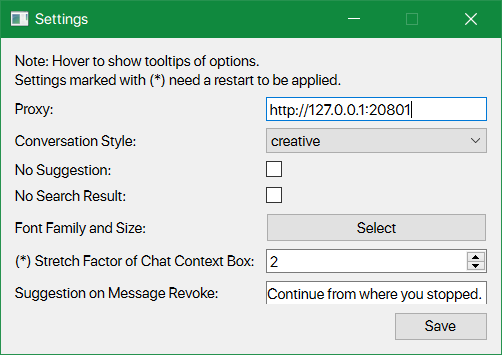 Settings
Note: Hover to show tooltips of options.
Settings marked with (*) need a restart to be applied.
Proxy: http://127.0.0.1:20801
Conversation Style: creative
No Suggestion:
No Search Result:
Font Family and Size: Select
(*) Stretch Factor of Chat Context Box: 2
Suggestion on Message Revoke: Continue from where you stopped.
Save